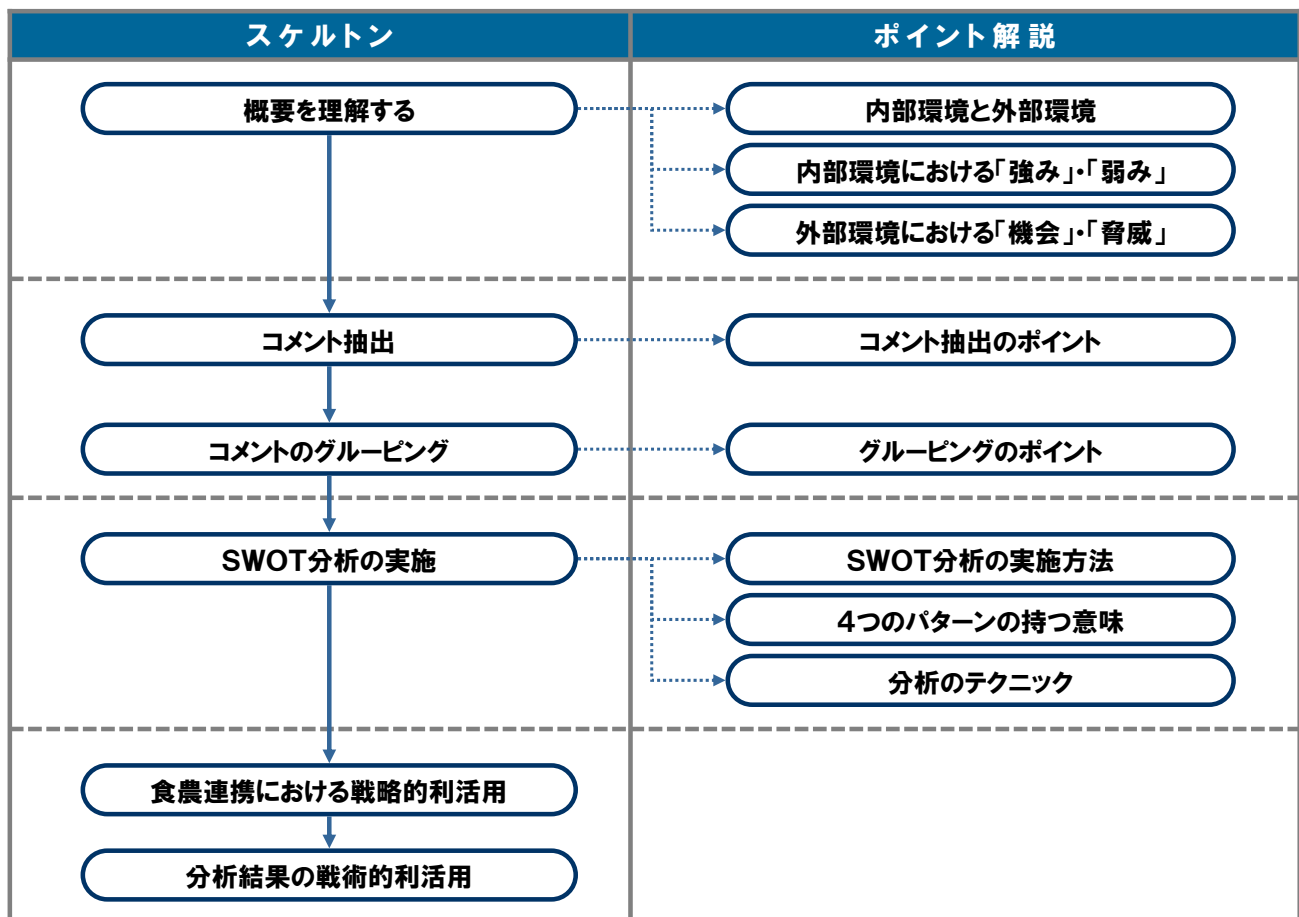 スケルトン
ポイント解説
概要を理解する
内部環境と外部環境
内部環境における「強み」・「弱み」
外部環境における「機会」・「脅威」
コメント抽出
コメント抽出のポイント
コメントのグルーピング
グルーピングのポイント
SWOT分析の実施
SWOT分析の実施方法
4つのパターンの持つ意味
分析のテクニック
食農連携における戦略的利活用
分析結果の戦術的利活用